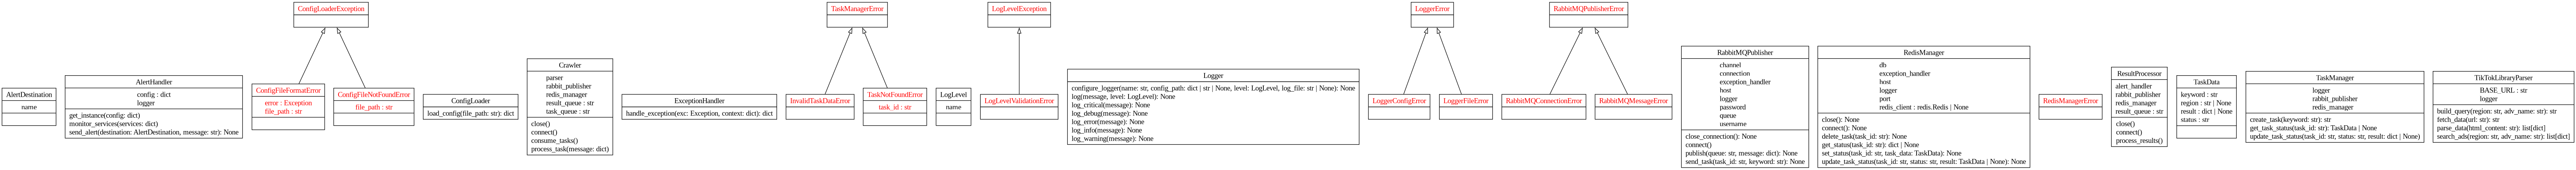 ConfigLoaderException
TaskManagerError
LogLevelException
LoggerError
RabbitMQPublisherError
AlertDestination
name
AlertHandler
config : dict
logger
get_instance(config: dict)
monitor_services(services: dict)
send_alert(destination: AlertDestination, message: str): None
ConfigFileFormatError
error : Exception
file_path : str
ConfigFileNotFoundError
file_path : str
ConfigLoader
load_config(file_path: str): dict
Crawler
parser
rabbit_publisher
redis_manager
result_queue : str
task_queue : str
close()
connect()
consume_tasks()
process_task(message: dict)
ExceptionHandler
handle_exception(exc: Exception, context: dict): dict
InvalidTaskDataError
TaskNotFoundError
task_id : str
LogLevel
name
LogLevelValidationError
Logger
configure_logger(name: str, config_path: dict | str | None, level: LogLevel, log_file: str | None): None
log(message, level: LogLevel): None
log_critical(message): None
log_debug(message): None
log_error(message): None
log_info(message): None
log_warning(message): None
LoggerConfigError
LoggerFileError
RabbitMQConnectionError
RabbitMQMessageError
RabbitMQPublisher
channel
connection
exception_handler
host
logger
password
queue
username
close_connection(): None
connect()
publish(queue: str, message: dict): None
send_task(task_id: str, keyword: str): None
RedisManager
db
exception_handler
host
logger
port
redis_client : redis.Redis | None
close(): None
connect(): None
delete_task(task_id: str): None
get_status(task_id: str): dict | None
set_status(task_id: str, task_data: TaskData): None
update_task_status(task_id: str, status: str, result: TaskData | None): None
RedisManagerError
ResultProcessor
alert_handler
rabbit_publisher
redis_manager
result_queue : str
close()
connect()
process_results()
TaskData
keyword : str
region : str | None
result : dict | None
status : str
TaskManager
logger
rabbit_publisher
redis_manager
create_task(keyword: str): str
get_task_status(task_id: str): TaskData | None
update_task_status(task_id: str, status: str, result: dict | None)
TikTokLibraryParser
BASE_URL : str
logger
build_query(region: str, adv_name: str): str
fetch_data(url: str): str
parse_data(html_content: str): list[dict]
search_ads(region: str, adv_name: str): list[dict]